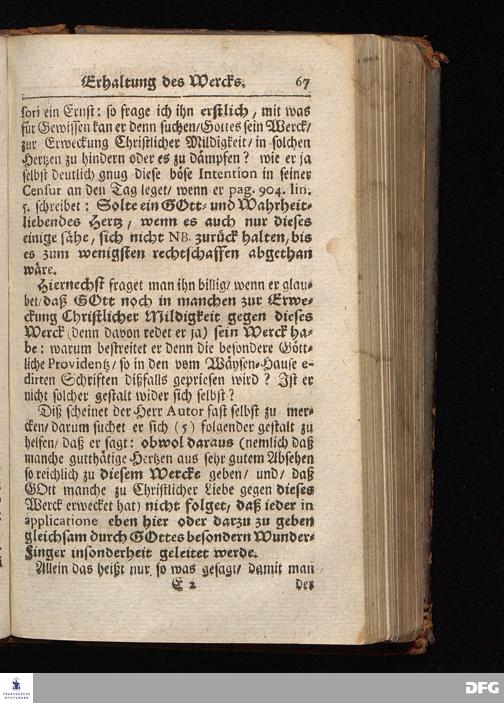 Erhaltung des Wercks. 67
sori ein Ernst: so frage ich ihn erstlich, mit was
für Gewissen kan er denn suchen/Gottes sein Werck/
zur Erweckung Christlicher Mildigkeit/ in solchen
Hertzen zu hindern oder es zu dämpfen? wie er ja
selbst deutlich gnug diese böse Intention in seiner
Censur an den Tag leget/ wenn er pag. 904. lin.
5. schreibet: Solte ein GOtt- und Wahrheit-
liebendes Hertz, wenn es auch nur dieses
einige sähe, sich nicht NB. zurück halten, bis
es zum wenigsten rechtschaffen abgethan
wäre.
Hiernechst fraget man ihn billig/ wenn er glau-
bet/ daß GOtt noch in manchen zur Erwe-
ckung Christlicher Mildigkeit gegen dieses
Werck (denn davon redet er ja) sein Werck ha-
be: warum bestreitet er denn die besondere Gött-
liche Providentz/ so in den vom Wäysen-Hause e-
dirten Schriften dißfalls gepriesen wird? Ist er
nicht solcher gestalt wider sich selbst?
Diß scheinet der Herr Autor fast selbst zu mer-
cken/ darum suchet er sich (5) folgender gestalt zu
helfen/ daß er sagt: obwol daraus (nemlich daß
manche gutthätige Hertzen aus sehr gutem Absehen
so reichlich zu diesem Wercke geben/ und/ daß
GOtt manche zu Christlicher Liebe gegen dieses
Werck erwecket hat) nicht folget, daß ieder in
applicatione eben hier oder darzu zu geben
gleichsam durch GOttes besondern Wunder-
Finger insonderheit geleitet werde.
Allein das heißt nur so was gesagt/ damit man
E 2 der
FRANCKESCHE
STIFTUNGEN
DFG